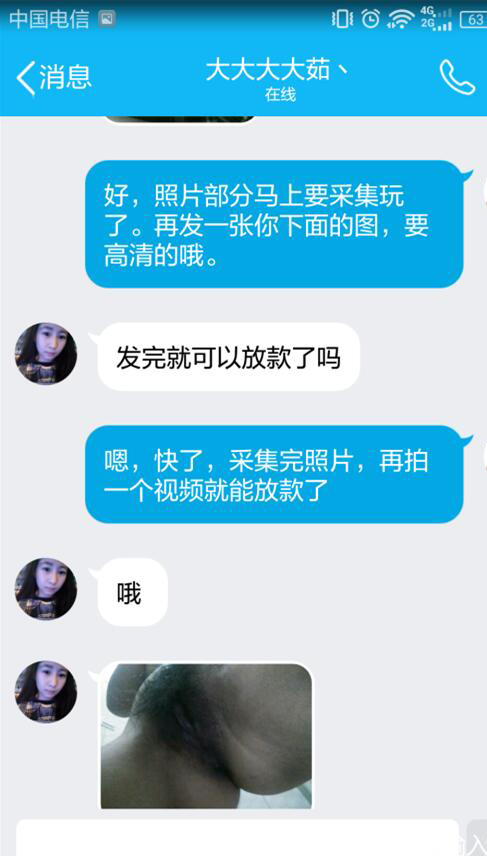 中国电信
4G
2G
63
消息
大大大大茹丶
在线
好，照片部分马上要采集玩
了。再发一张你下面的图，要
高清的哦。
发完就可以放款了吗
嗯，快了，采集完照片，再拍
一个视频就能放款了
哦
输入